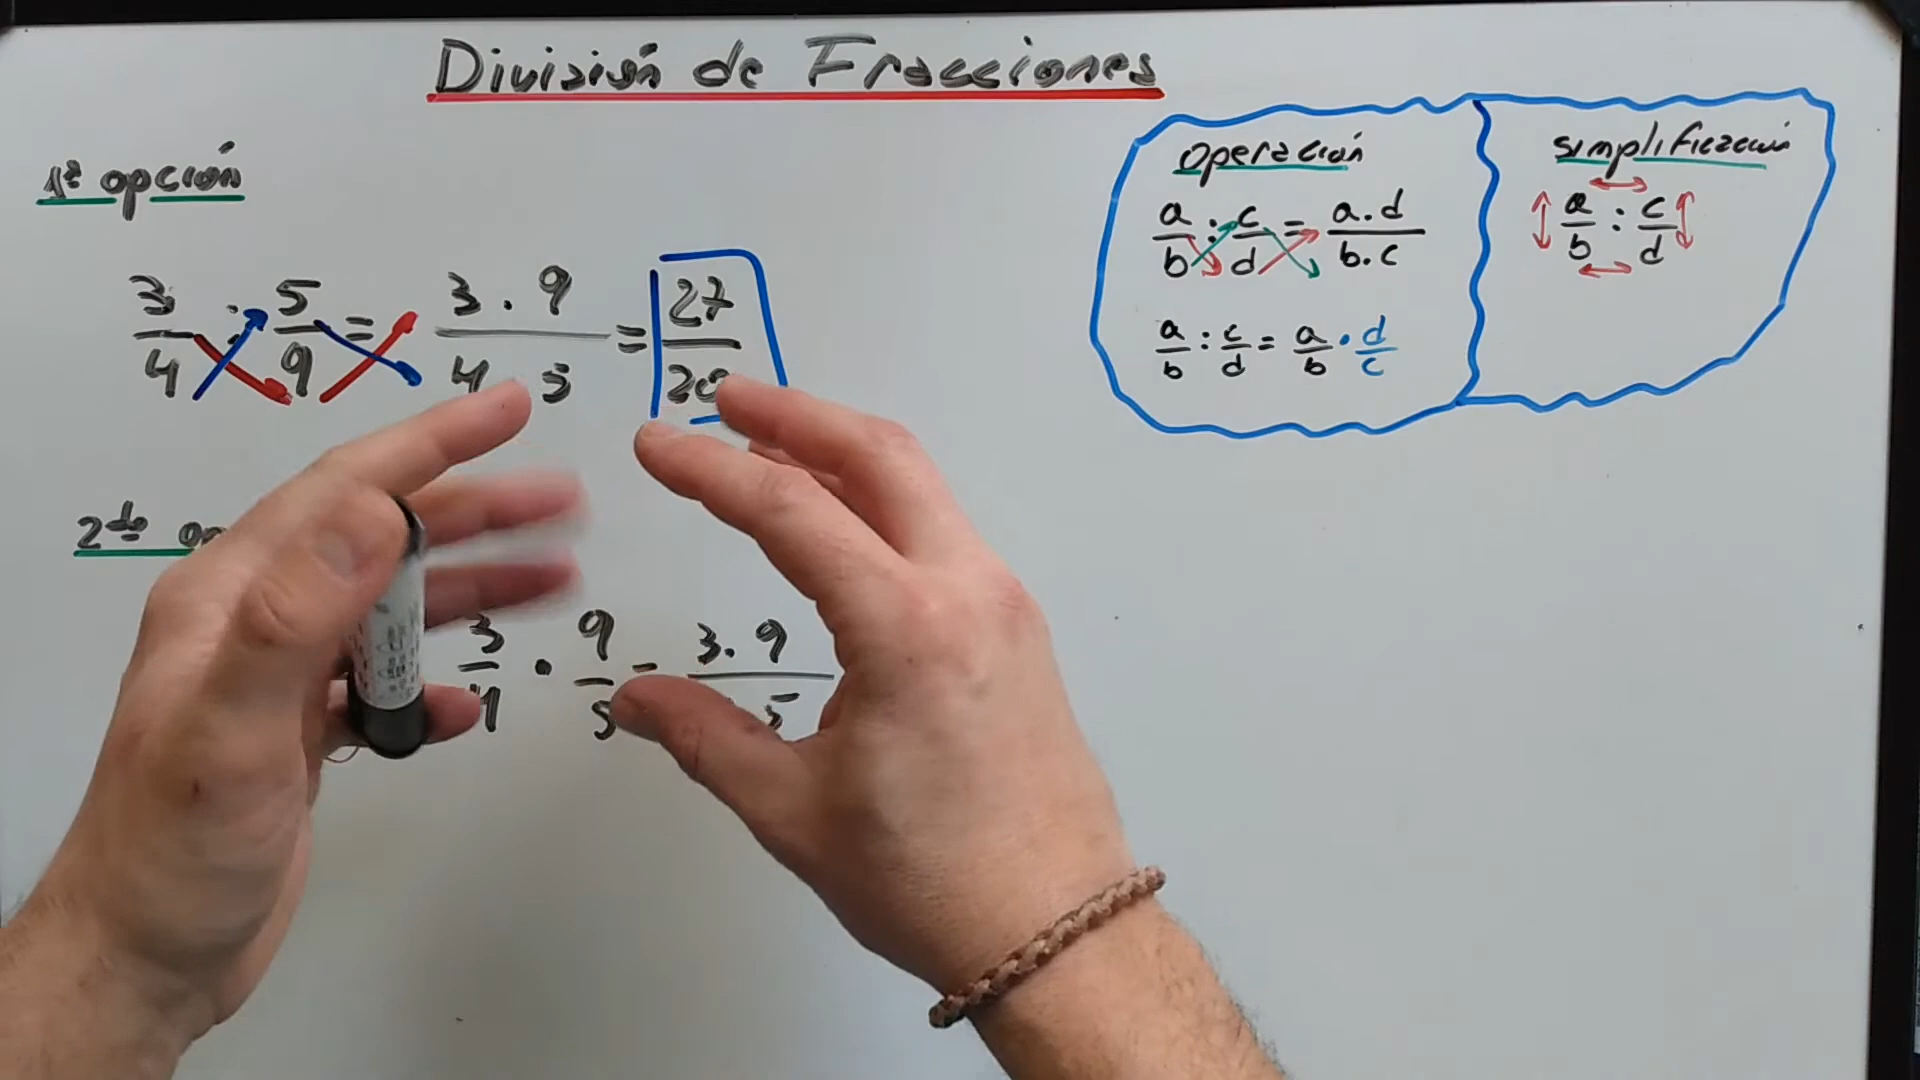 División de Fracciones
1ª opción
3/4 : 5/9 = 3 . 9 / 4 5 = 27/20
2da
3/4 · 9/5 = 3 . 9 / 5
operación
a/b : c/d = a.d/b.c
a/b : c/d = a/b · d/c
simplificación
a/b : c/d